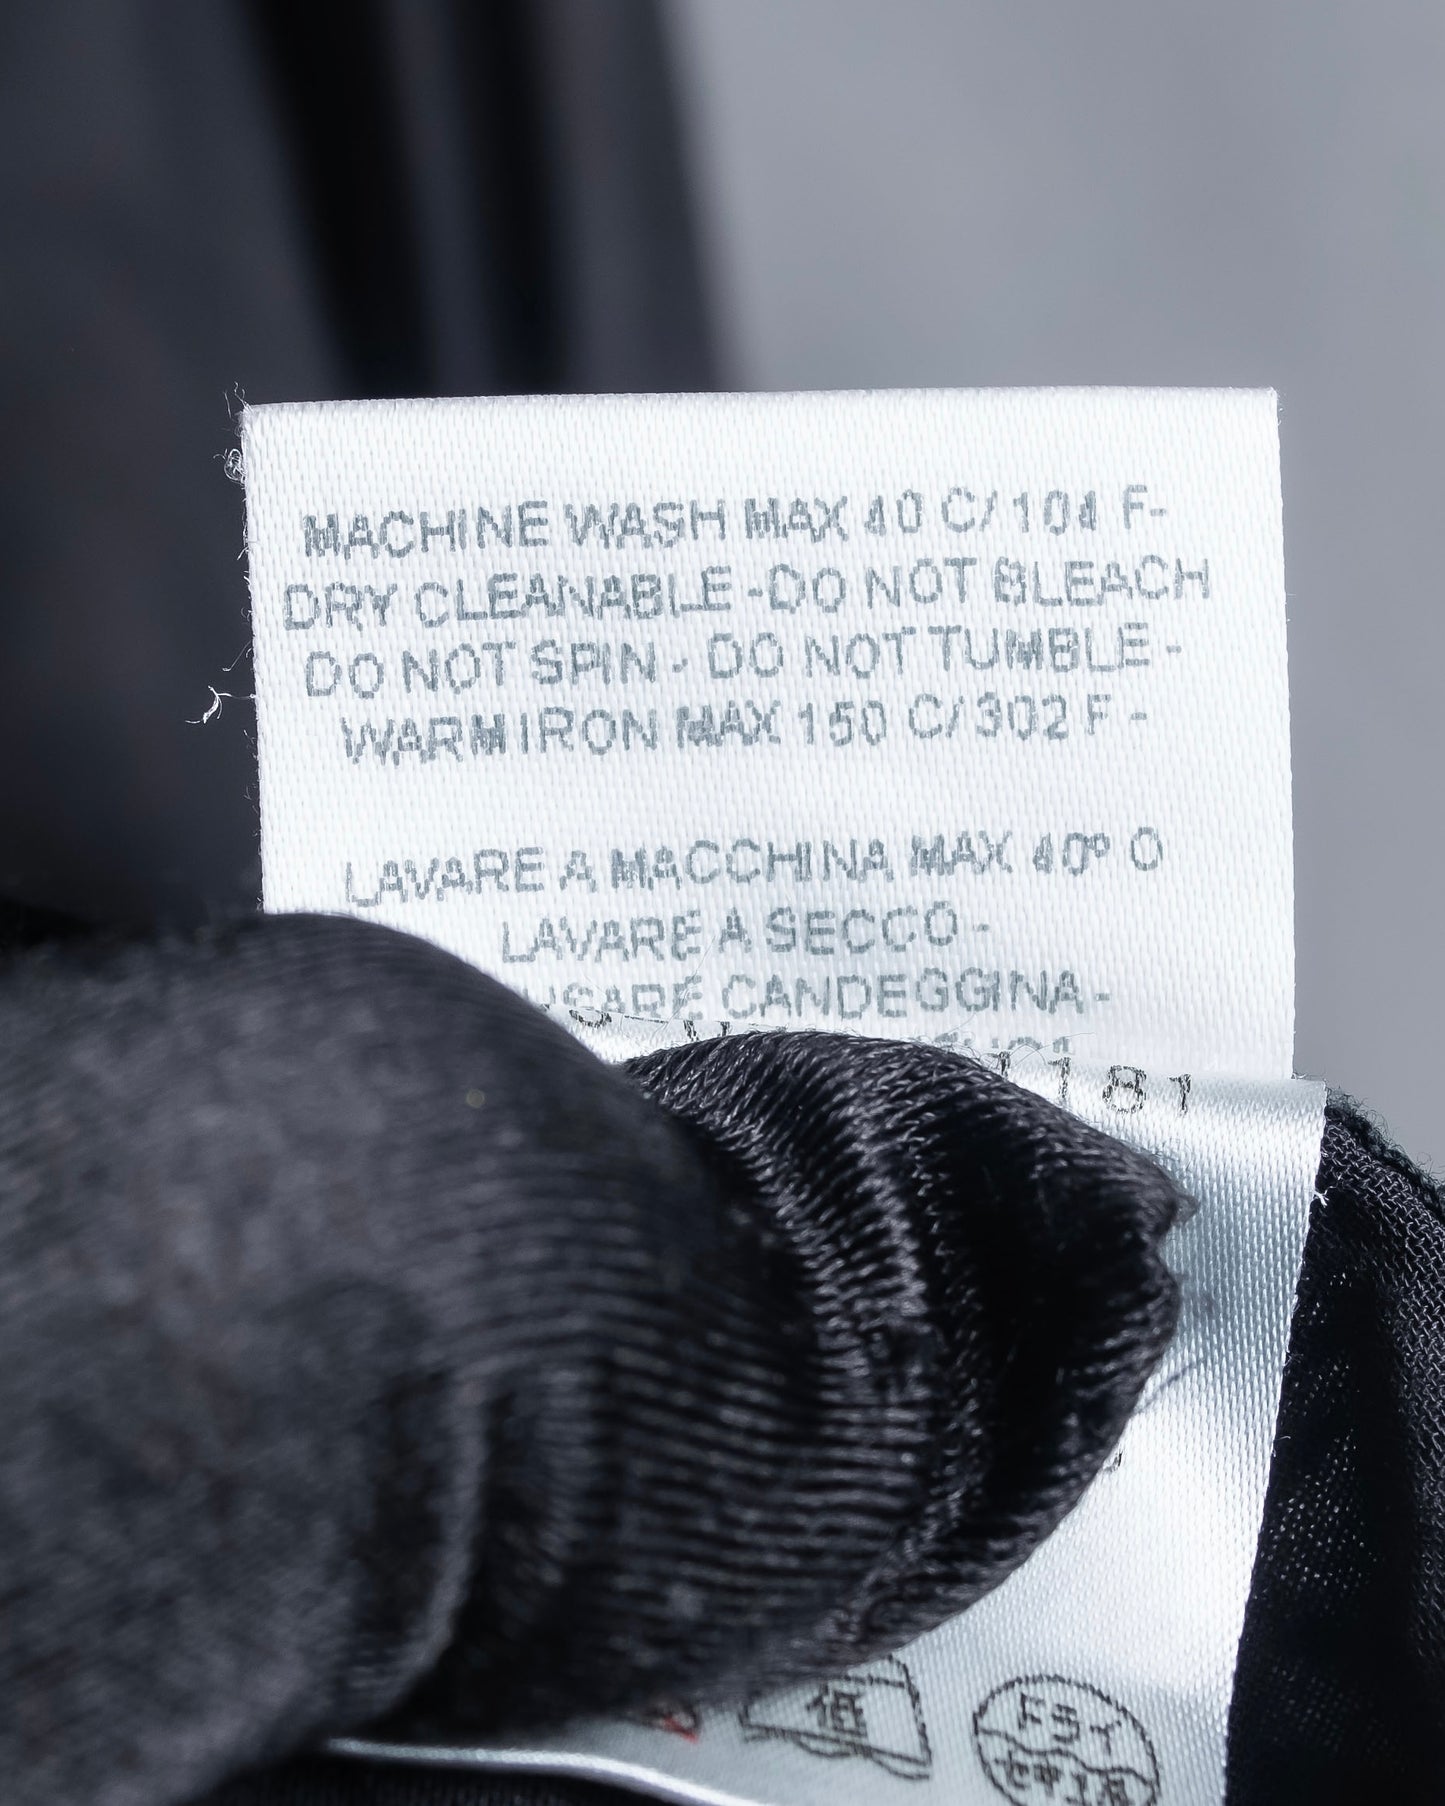 MACHINE WASH MAX 40 C/ 104 F-
DRY CLEANABLE -DO NOT BLEACH
DO NOT SPIN - DO NOT TUMBLE -
WARM IRON MAX 150 C/ 302 F -
LAVARE A MACCHINA MAX 40° O
LAVARE A SECCO -
CANDEGGINA -
低
ドライ